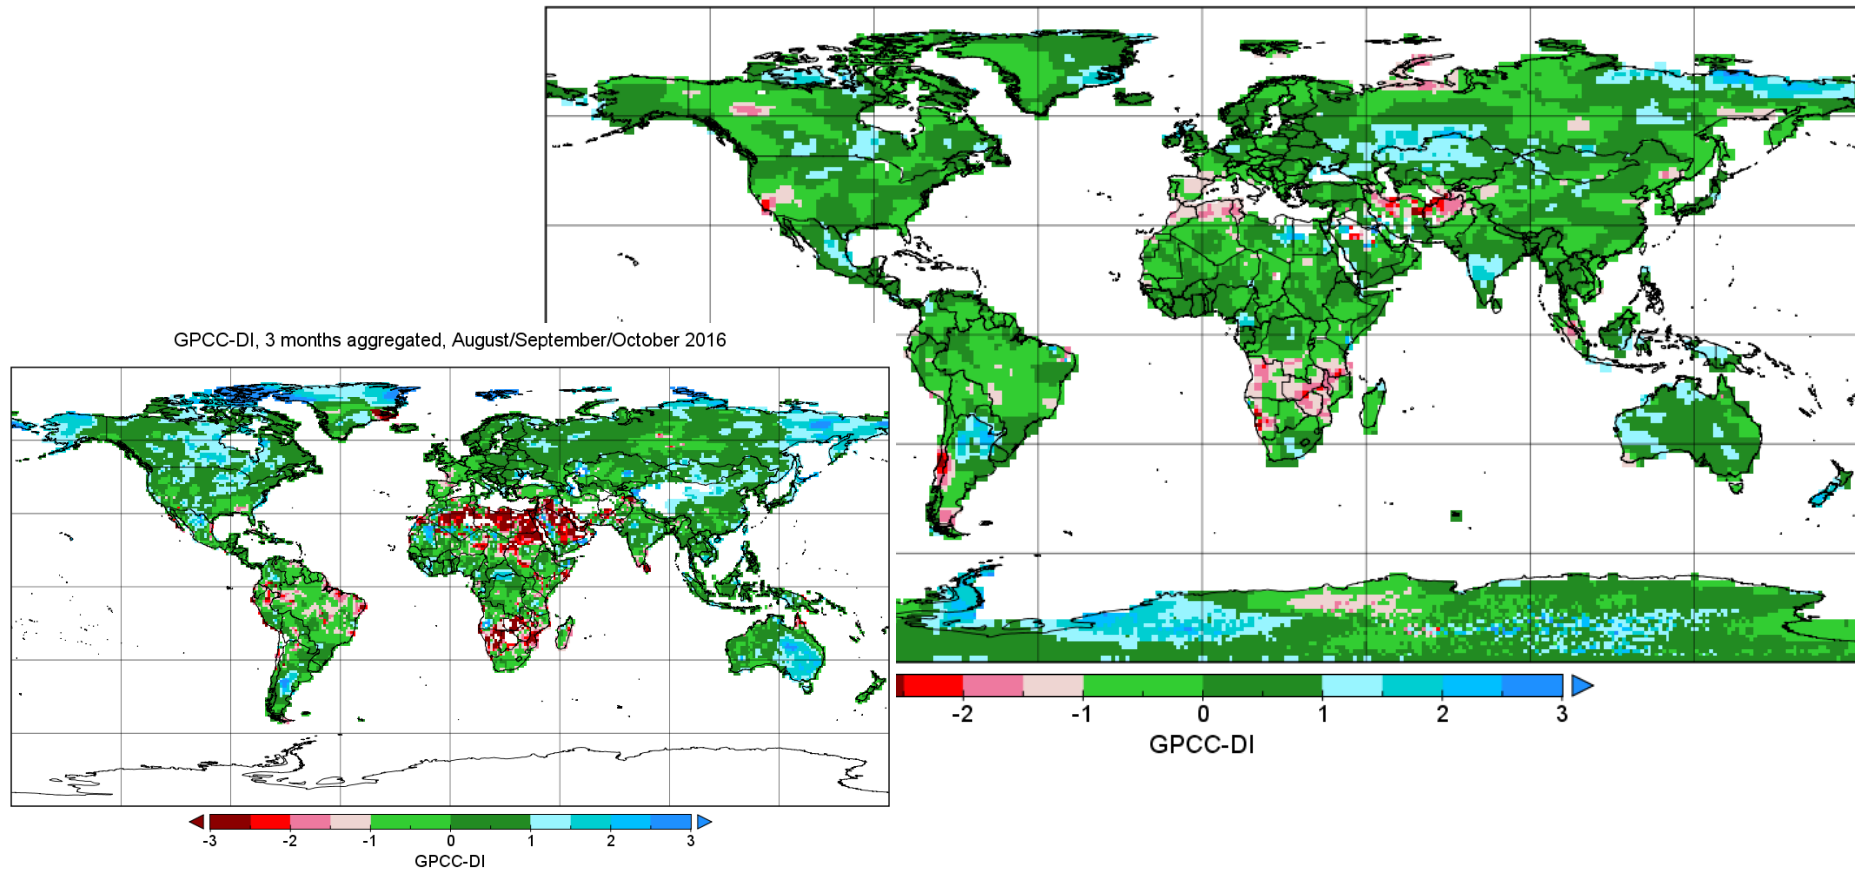 GPCC-DI, 3 months aggregated, August/September/October 2016
-2 -1 0 1 2 3
GPCC-DI
-3 -2 -1 0 1 2 3
GPCC-DI